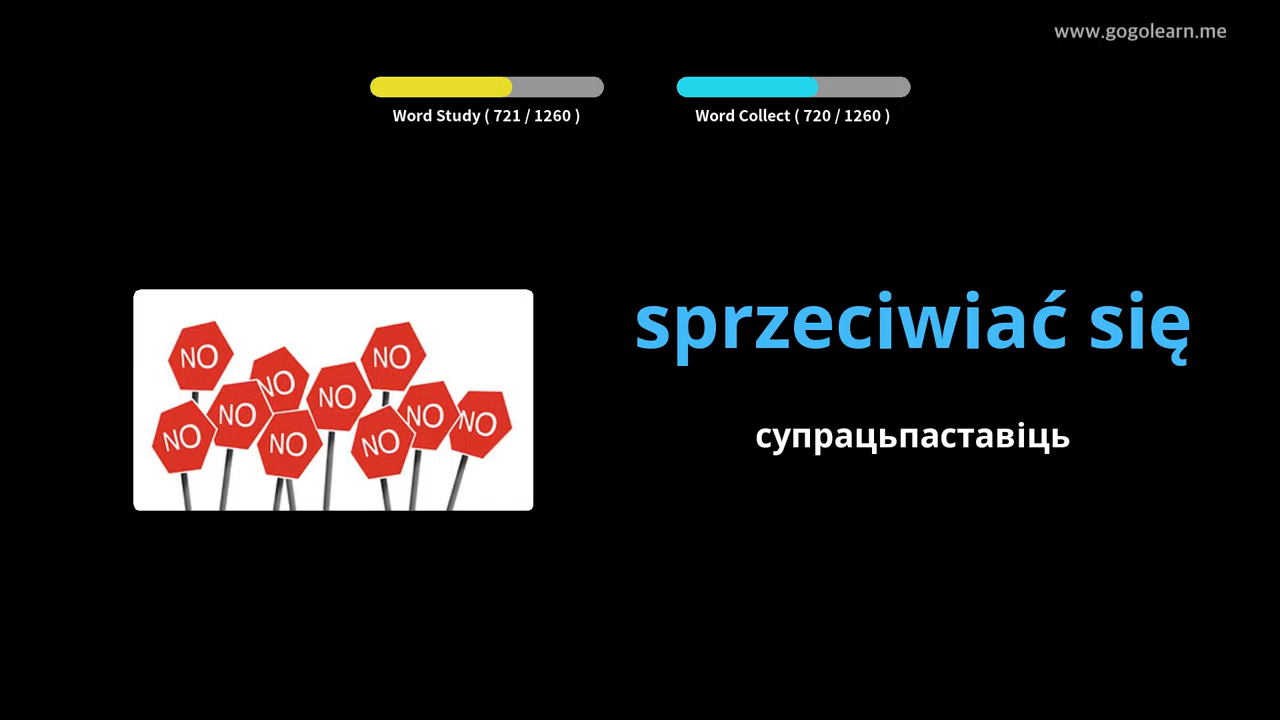 www.gogolearn.me
Word Study ( 721 / 1260 )
Word Collect ( 720 / 1260 )
NO
NO
NO
NO
NO
NO
NO
NO
NO
NO
sprzeciwiać się
супрацьпаставіць